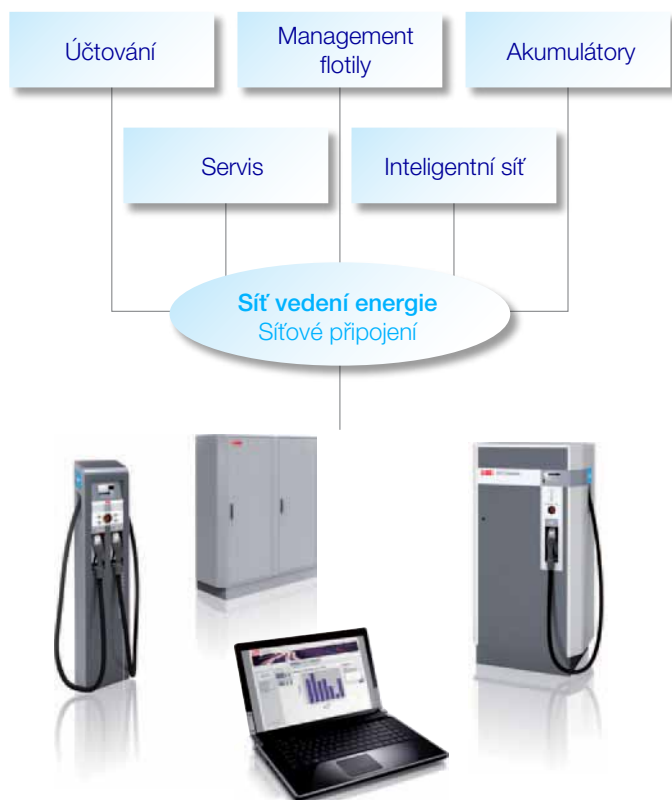 Účtování
Management
flotily
Akumulátory
Servis
Inteligentní síť
Síť vedení energie
Síťové připojení